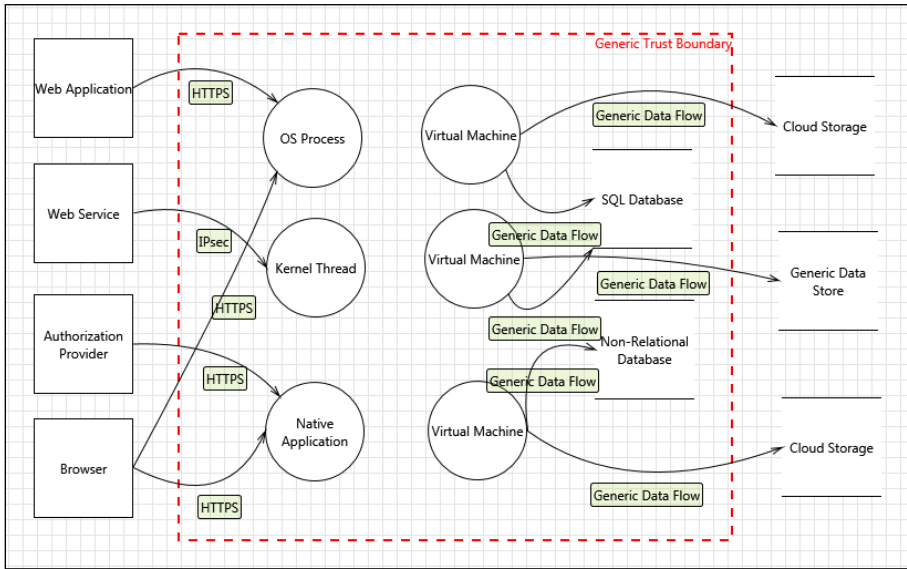 Generic Trust Boundary
Web Application
HTTPS
OS Process
Virtual Machine
Generic Data Flow
Cloud Storage
Web Service
IPsec
Kernel Thread
SQL Database
Generic Data Flow
Virtual Machine
Generic Data Flow
Generic Data
Store
HTTPS
Authorization
Provider
HTTPS
Generic Data Flow
Non-Relational
Database
Generic Data Flow
Native
Application
Virtual Machine
Browser
HTTPS
Generic Data Flow
Cloud Storage